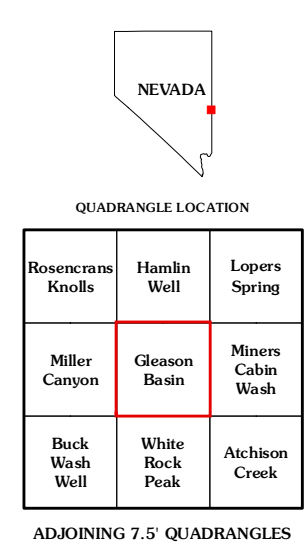 NEVADA
QUADRANGLE LOCATION
Rosencrans
Knolls
Hamlin
Well
Lopers
Spring
Miller
Canyon
Gleason
Basin
Miners
Cabin
Wash
Buck
Wash
Well
White
Rock
Peak
Atchison
Creek
ADJOINING 7.5' QUADRANGLES